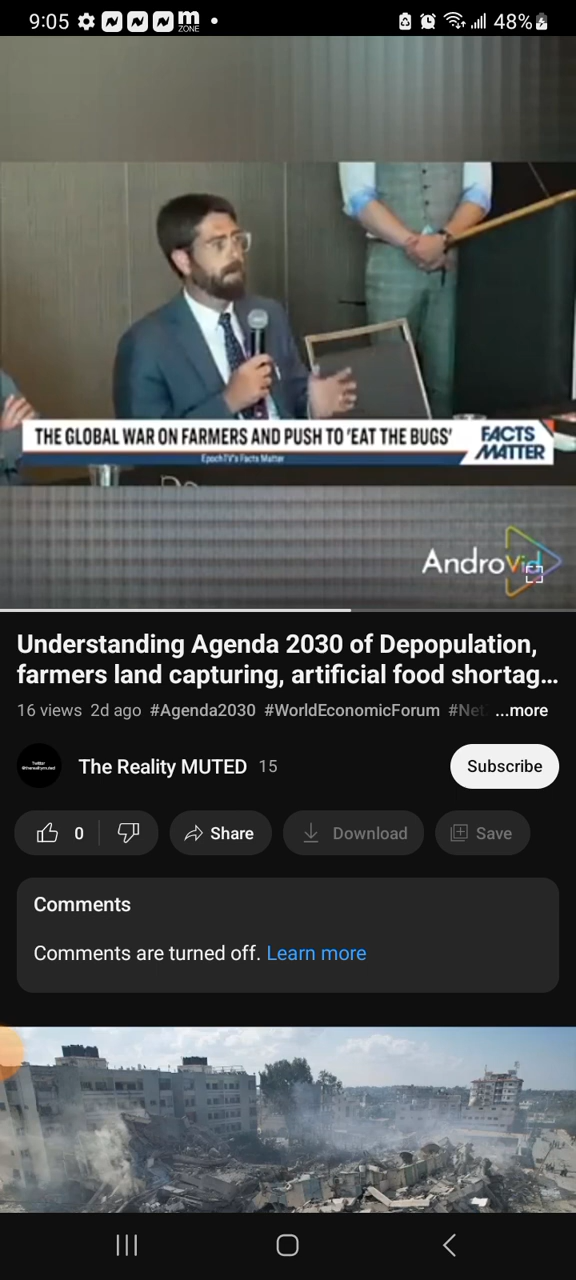 9:05
m
ZONE
48%
THE GLOBAL WAR ON FARMERS AND PUSH TO 'EAT THE BUGS'
FACTS
MATTER
EpochTV's Facts Matter
AndroVid
Understanding Agenda 2030 of Depopulation,
farmers land capturing, artificial food shortag...
16 views 2d ago #Agenda2030 #WorldEconomicForum #Net ...more
The Reality MUTED 15
Subscribe
0
Share
Download
Save
Comments
Comments are turned off. Learn more